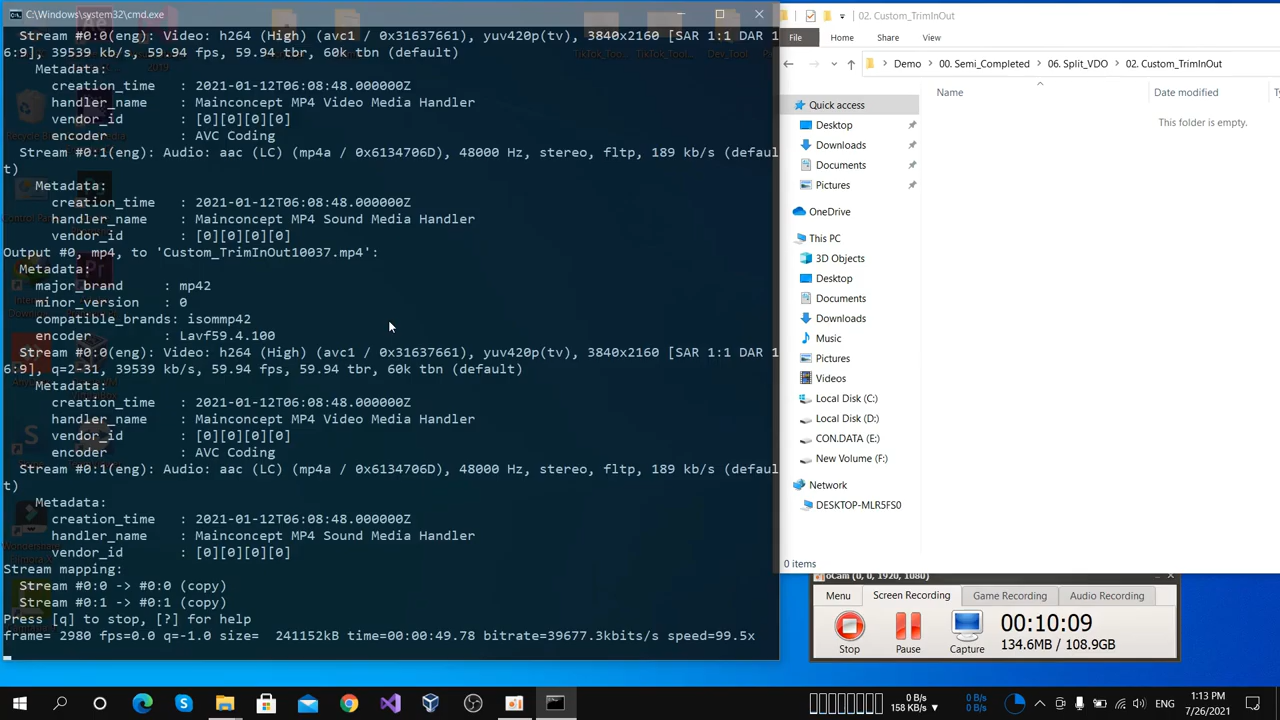 C:\Windows\system32\cmd.exe
Stream #0:0(eng): Video: h264 (High) (avc1 / 0x31637661), yuv420p(tv), 3840x2160 [SAR 1:1 DAR 1
6:9], 39537 kb/s, 59.94 fps, 59.94 tbr, 60k tbn (default)
Metadata:
creation_time : 2021-01-12T06:08:48.000000Z
handler_name : Mainconcept MP4 Video Media Handler
vendor_id : [0][0][0][0]
encoder : AVC Coding
Stream #0:1(eng): Audio: aac (LC) (mp4a / 0x6134706D), 48000 Hz, stereo, fltp, 189 kb/s (defaul
t)
Metadata:
creation_time : 2021-01-12T06:08:48.000000Z
handler_name : Mainconcept MP4 Sound Media Handler
vendor_id : [0][0][0][0]
Output #0, mp4, to 'Custom_TrimInOut10037.mp4':
Metadata:
major_brand : mp42
minor_version : 0
compatible_brands: isommp42
encoder : Lavf59.4.100
Stream #0:0(eng): Video: h264 (High) (avc1 / 0x31637661), yuv420p(tv), 3840x2160 [SAR 1:1 DAR 1
6:9], q=2-31, 39537 kb/s, 59.94 fps, 59.94 tbr, 60k tbn (default)
Metadata:
creation_time : 2021-01-12T06:08:48.000000Z
handler_name : Mainconcept MP4 Video Media Handler
vendor_id : [0][0][0][0]
encoder : AVC Coding
Stream #0:1(eng): Audio: aac (LC) (mp4a / 0x6134706D), 48000 Hz, stereo, fltp, 189 kb/s (defaul
t)
Metadata:
creation_time : 2021-01-12T06:08:48.000000Z
handler_name : Mainconcept MP4 Sound Media Handler
vendor_id : [0][0][0][0]
Stream mapping:
Stream #0:0 -> #0:0 (copy)
Stream #0:1 -> #0:1 (copy)
Press [q] to stop, [?] for help
frame= 2980 fps=0.0 q=-1.0 size= 241152kB time=00:00:49.78 bitrate=39677.3kbits/s speed=99.5x
02. Custom_TrimInOut
File Home Share View
Demo 00. Semi_Completed 06. Split_VDO 02. Custom_TrimInOut
Name Date modified
This folder is empty.
Quick access
Desktop
Downloads
Documents
Pictures
OneDrive
This PC
3D Objects
Desktop
Documents
Downloads
Music
Pictures
Videos
Local Disk (C:)
Local Disk (D:)
CON.DATA (E:)
New Volume (F:)
Network
DESKTOP-MLR5FS0
0 items
oCam (0, 0, 1920, 1080)
Menu Screen Recording Game Recording Audio Recording
Stop Pause Capture
00:10:09
134.6MB / 108.9GB
0 B/s
158 KB/s
0 B/s
0 B/s
ENG
1:13 PM
7/26/2021